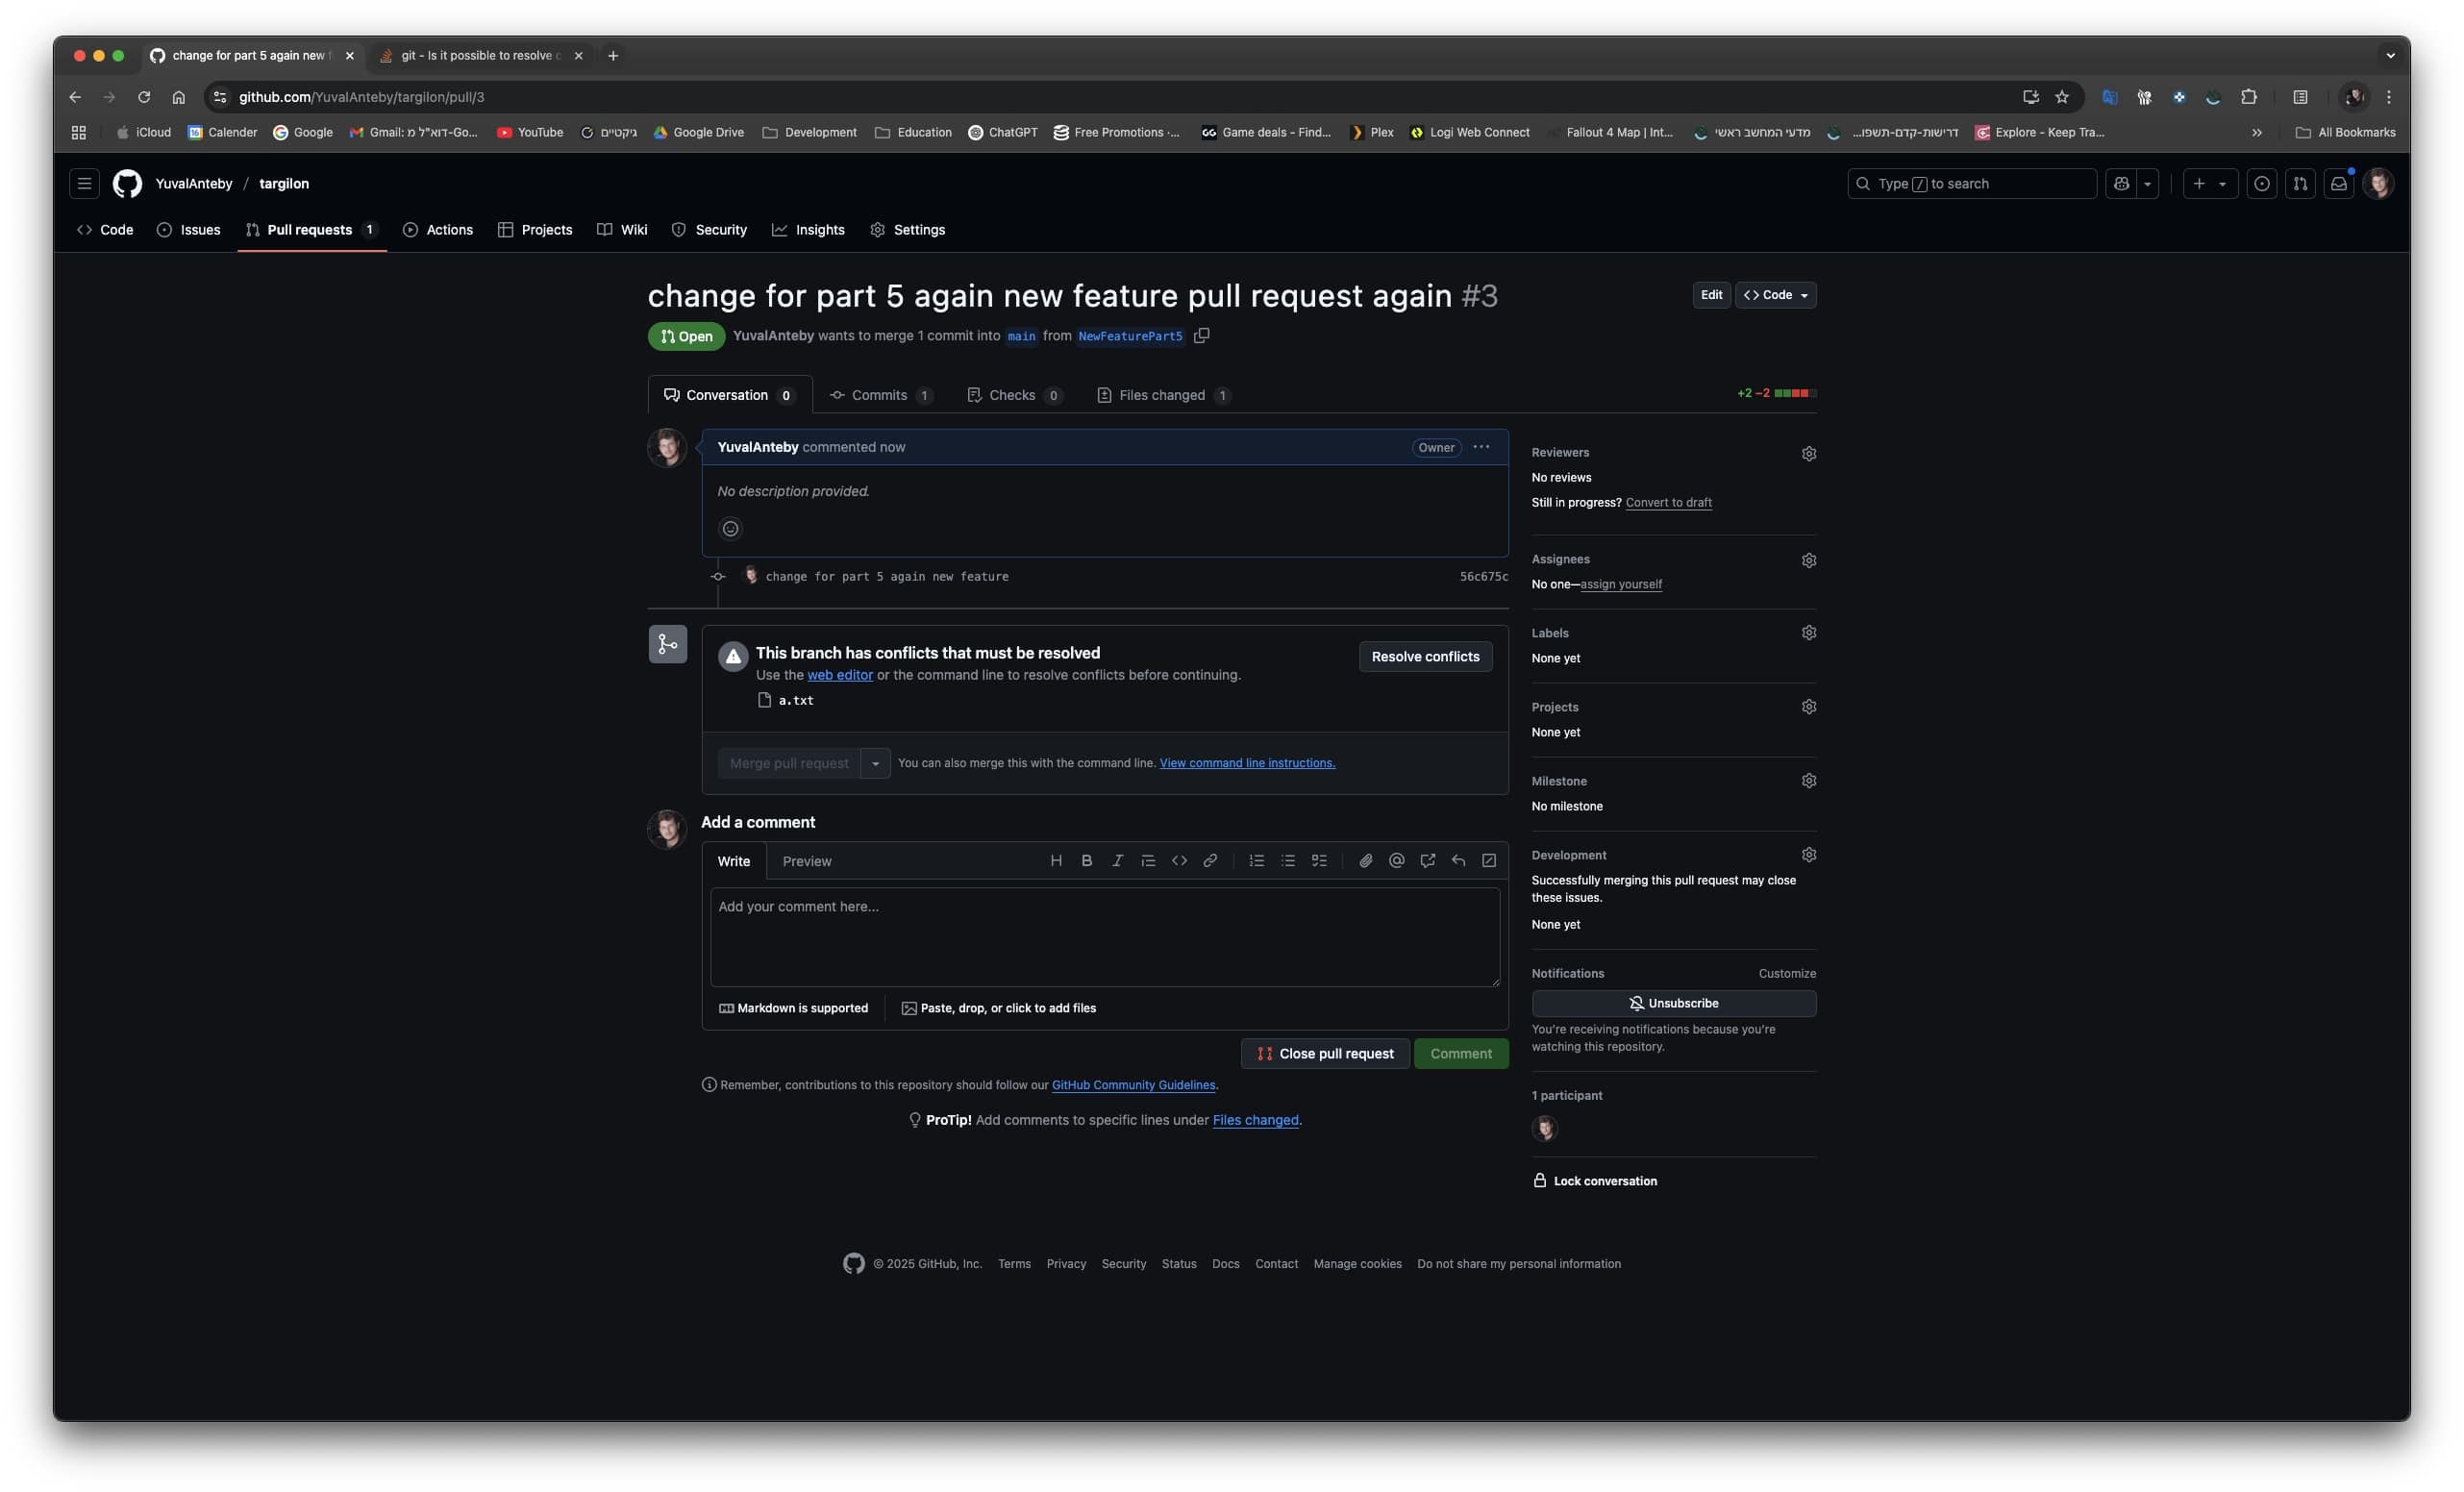 change for part 5 again new f
git - Is it possible to resolve c
github.com/YuvalAnteby/targilon/pull/3
iCloud
Calender
Google
Gmail: דוא"ל מ-Go...
YouTube
גיקטיים
Google Drive
Development
Education
ChatGPT
Free Promotions -...
Game deals - Find...
Plex
Logi Web Connect
Fallout 4 Map | Int...
מדעי המחשב ראשי
דרישות-קדם-תשפו...
Explore - Keep Tra...
All Bookmarks
YuvalAnteby / targilon
Type / to search
Code
Issues
Pull requests 1
Actions
Projects
Wiki
Security
Insights
Settings
change for part 5 again new feature pull request again #3
Edit
Code
Open
YuvalAnteby wants to merge 1 commit into main from NewFeaturePart5
Conversation 0
Commits 1
Checks 0
Files changed 1
+2 −2
YuvalAnteby commented now
Owner
No description provided.
change for part 5 again new feature
56c675c
This branch has conflicts that must be resolved
Use the web editor or the command line to resolve conflicts before continuing.
a.txt
Resolve conflicts
Merge pull request
You can also merge this with the command line. View command line instructions.
Add a comment
Write
Preview
Add your comment here...
Markdown is supported
Paste, drop, or click to add files
Close pull request
Comment
Remember, contributions to this repository should follow our GitHub Community Guidelines.
ProTip! Add comments to specific lines under Files changed.
Reviewers
No reviews
Still in progress? Convert to draft
Assignees
No one—assign yourself
Labels
None yet
Projects
None yet
Milestone
No milestone
Development
Successfully merging this pull request may close
these issues.
None yet
Notifications
Customize
Unsubscribe
You're receiving notifications because you're
watching this repository.
1 participant
Lock conversation
© 2025 GitHub, Inc.
Terms
Privacy
Security
Status
Docs
Contact
Manage cookies
Do not share my personal information